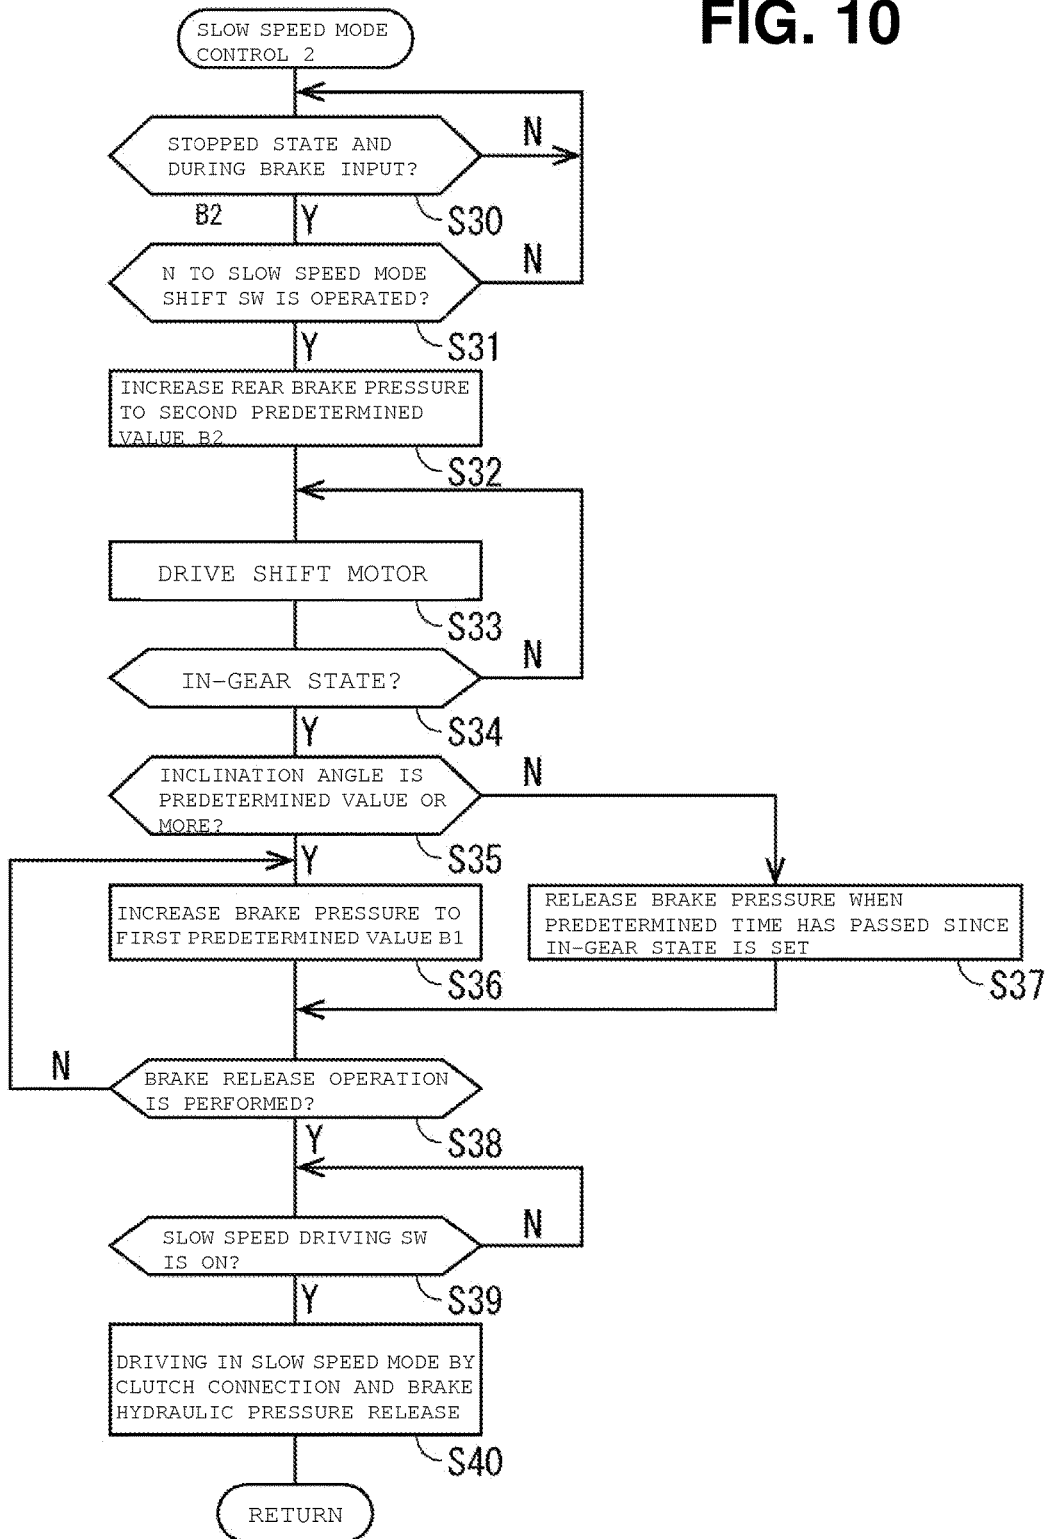 FIG. 10
SLOW SPEED MODE
CONTROL 2
STOPPED STATE AND
DURING BRAKE INPUT?
N
S30
B2
Y
N TO SLOW SPEED MODE
SHIFT SW IS OPERATED?
N
S31
Y
INCREASE REAR BRAKE PRESSURE
TO SECOND PREDETERMINED
VALUE B2
S32
DRIVE SHIFT MOTOR
S33
IN-GEAR STATE?
N
S34
Y
INCLINATION ANGLE IS
PREDETERMINED VALUE OR
MORE?
N
S35
Y
INCREASE BRAKE PRESSURE TO
FIRST PREDETERMINED VALUE B1
S36
RELEASE BRAKE PRESSURE WHEN
PREDETERMINED TIME HAS PASSED SINCE
IN-GEAR STATE IS SET
S37
N
BRAKE RELEASE OPERATION
IS PERFORMED?
S38
Y
SLOW SPEED DRIVING SW
IS ON?
N
S39
Y
DRIVING IN SLOW SPEED MODE BY
CLUTCH CONNECTION AND BRAKE
HYDRAULIC PRESSURE RELEASE
S40
RETURN